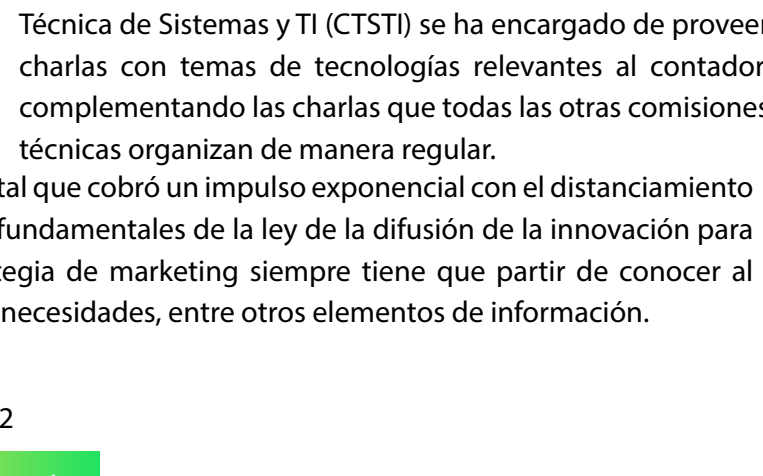 Técnica de Sistemas y TI (CTSTI) se ha encargado de proveer
charlas con temas de tecnologías relevantes al contador
complementando las charlas que todas las otras comisiones
técnicas organizan de manera regular.
tal que cobró un impulso exponencial con el distanciamiento
fundamentales de la ley de la difusión de la innovación para
tegia de marketing siempre tiene que partir de conocer al
necesidades, entre otros elementos de información.
2